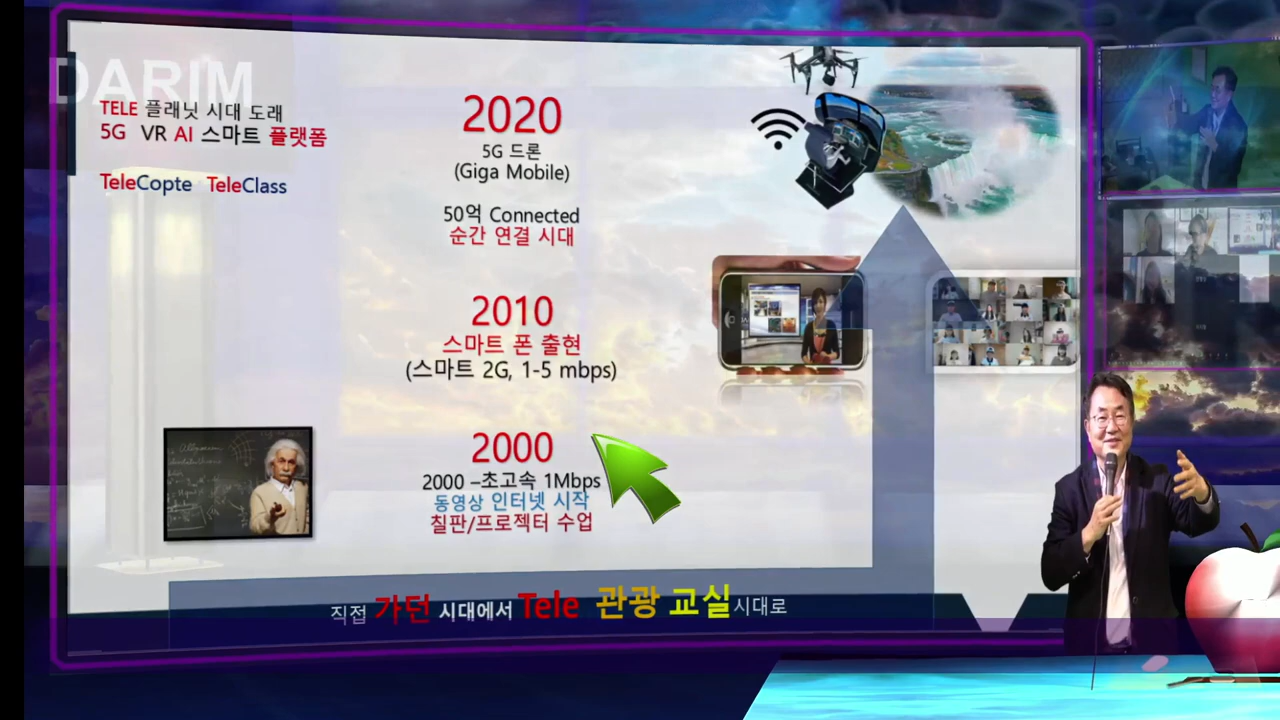 DARIM
TELE 플래닛 시대 도래
5G VR AI 스마트 플랫폼
TeleCopte TeleClass
2020
5G 드론
(Giga Mobile)
50억 Connected
순간 연결 시대
2010
스마트 폰 출현
(스마트 2G, 1-5 mbps)
2000
2000 –초고속 1Mbps
동영상 인터넷 시작
칠판/프로젝터 수업
직접 가던 시대에서 Tele 관광 교실 시대로